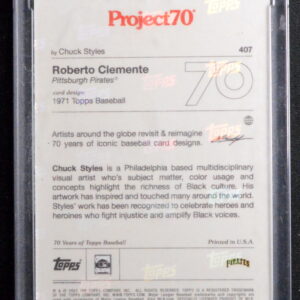 Project70®
by Chuck Styles
407
Roberto Clemente
Pittsburgh Pirates®
card design:
1971 Topps Baseball
70
Artists around the globe revisit & reimagine
70 years of iconic baseball card designs.
Chuck Styles is a Philadelphia based multidisciplinary
visual artist who's subject matter, color usage and
concepts highlight the richness of Black culture. His
artwork has inspired and touched many around the world.
Styles' work has been recognized to celebrate heroes and
heroines who fight injustice and amplify Black voices.
70 Years of Topps Baseball
Printed in U.S.A
TOPPS
PIRATES